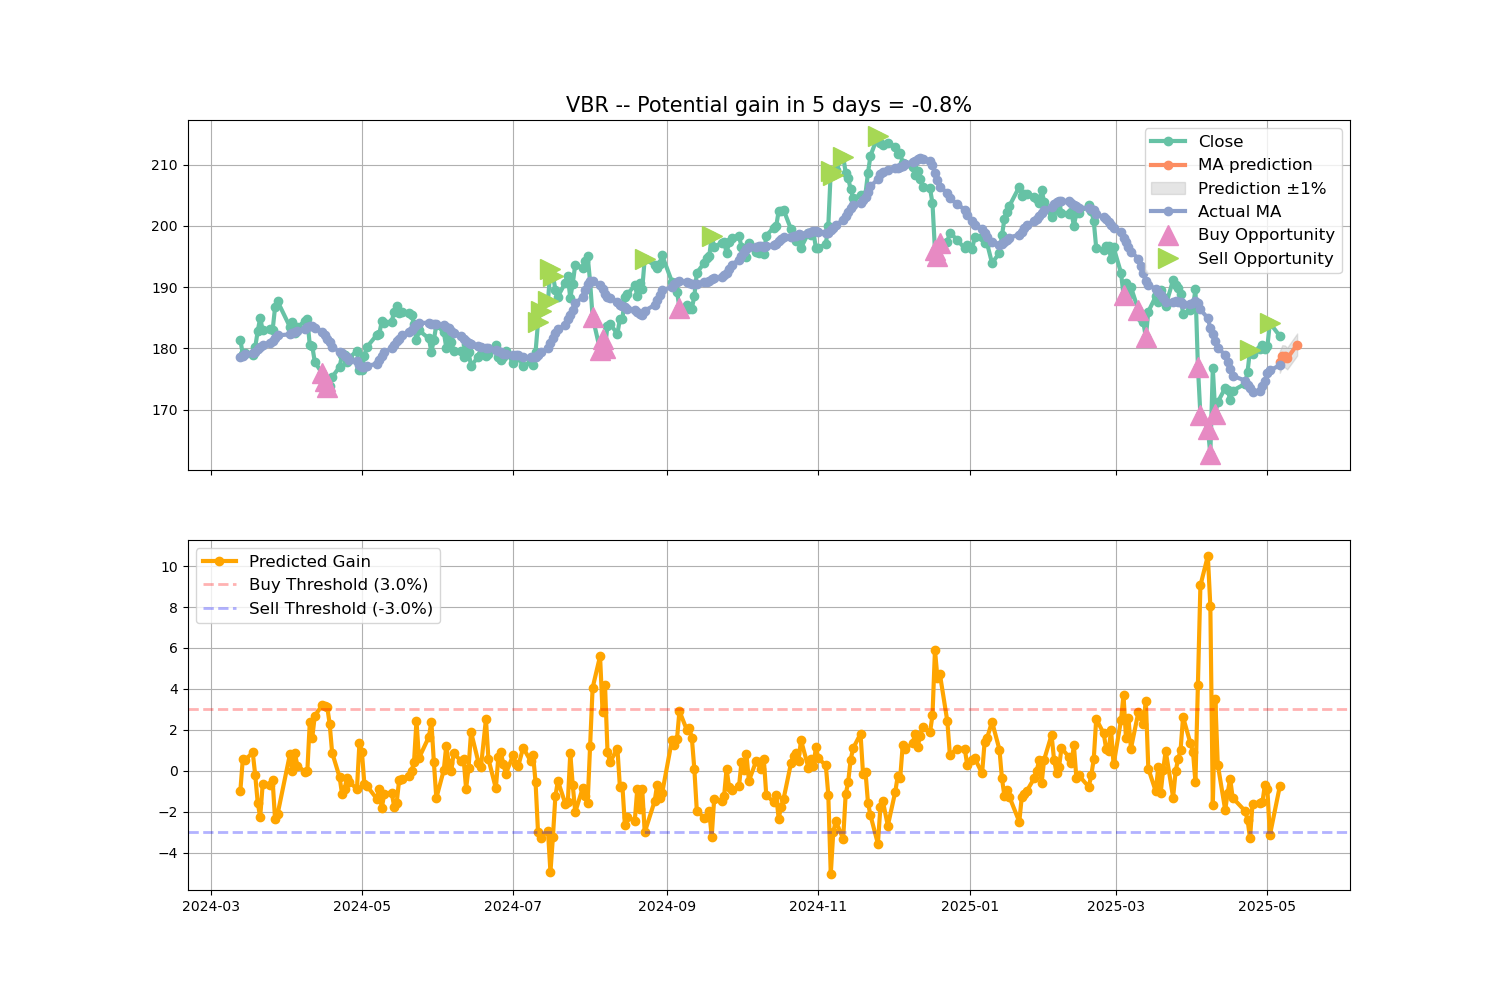 VBR -- Potential gain in 5 days = -0.8%
210
200
190
180
170
Close
MA prediction
Prediction ±1%
Actual MA
Buy Opportunity
Sell Opportunity
10
8
6
4
2
0
−2
−4
Predicted Gain
Buy Threshold (3.0%)
Sell Threshold (-3.0%)
2024-03
2024-05
2024-07
2024-09
2024-11
2025-01
2025-03
2025-05